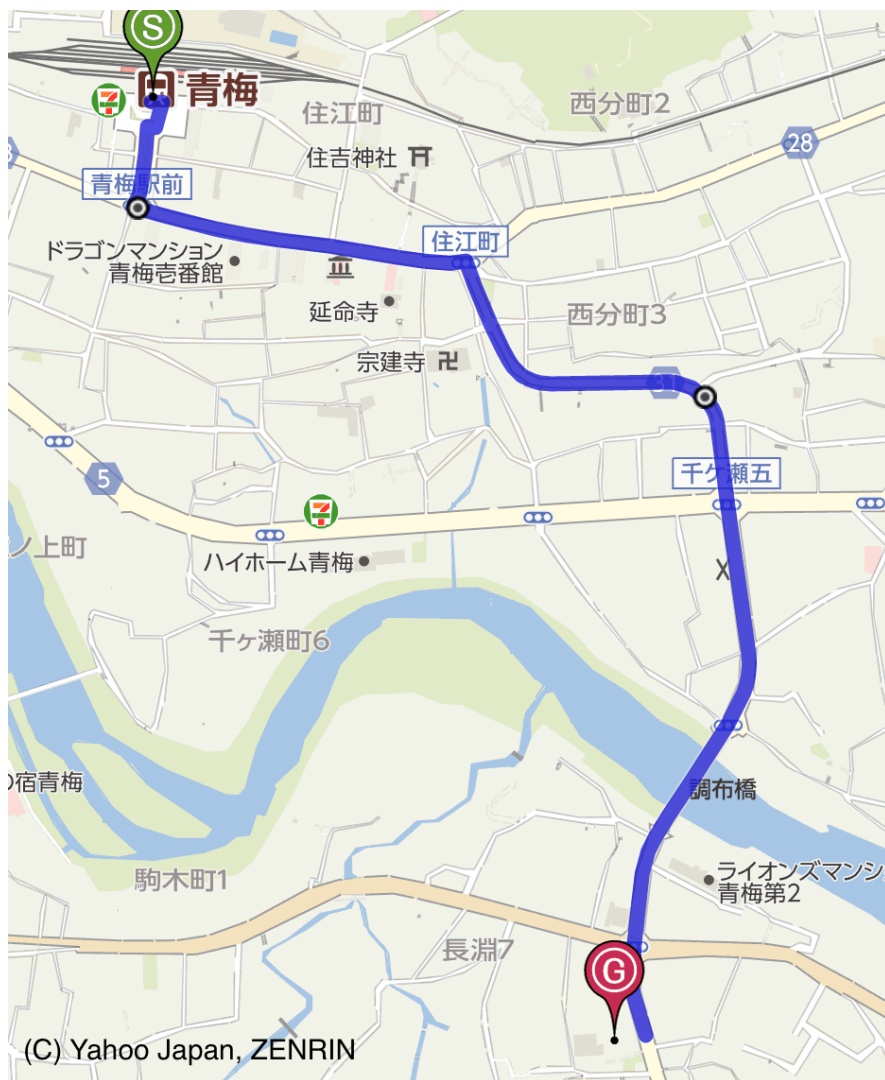 S
青梅
住江町
西分町2
28
住吉神社
青梅駅前
住江町
ドラゴンマンション
青梅壱番館
延命寺
西分町3
宗建寺
31
5
千ケ瀬五
ノ上町
ハイホーム青梅
千ヶ瀬町6
の宿青梅
調布橋
駒木町1
ライオンズマンシ
青梅第2
長淵7
G
(C) Yahoo Japan, ZENRIN